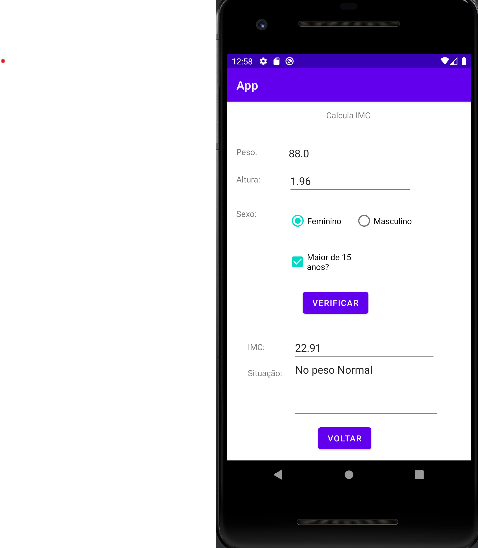 12:58
App
Calcula IMC
Peso: 88.0
Altura: 1.96
Sexo: Feminino Masculino
Maior de 15
anos?
VERIFICAR
IMC: 22.91
Situação: No peso Normal
VOLTAR